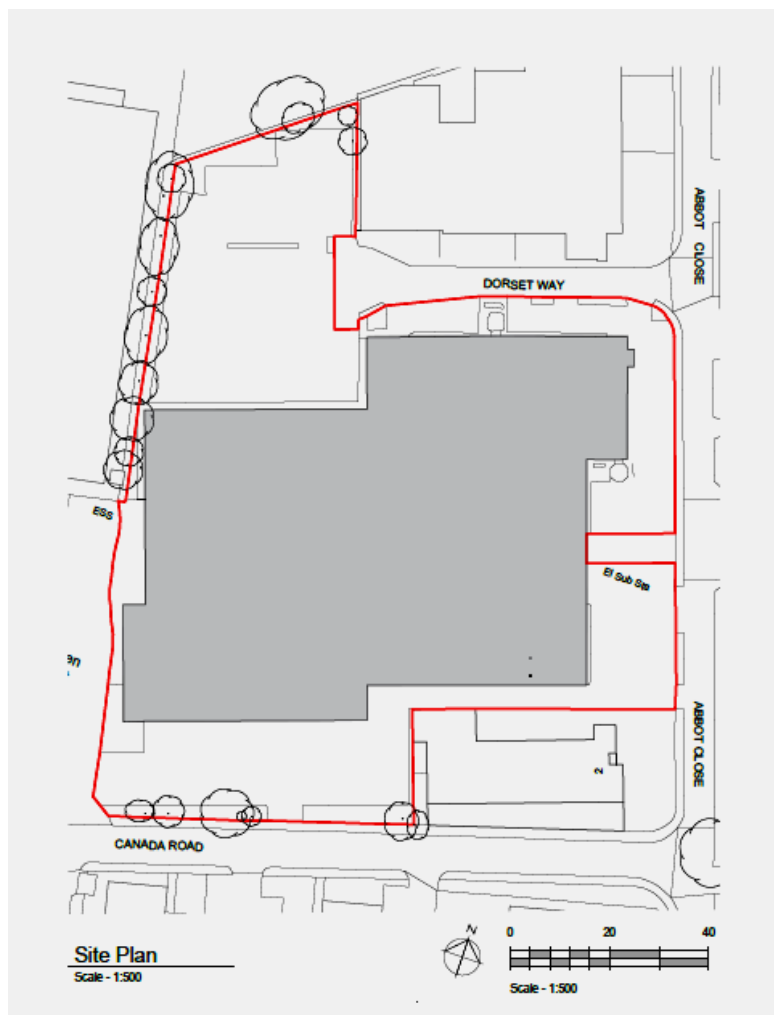 ABBOT CLOSE
DORSET WAY
ESS
El Sub Sta
en
ABBOT CLOSE
2
CANADA ROAD
N
0 20 40
Site Plan
Scale - 1:500
Scale - 1:500